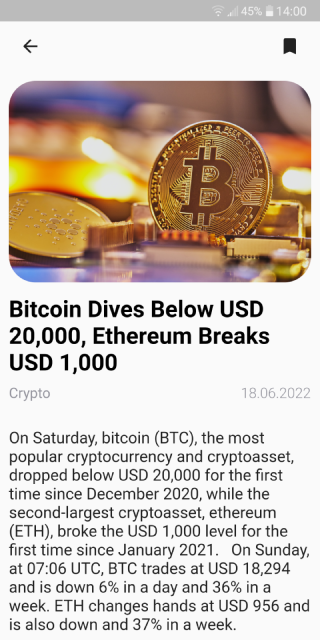 45% 14:00
Bitcoin Dives Below USD
20,000, Ethereum Breaks
USD 1,000
Crypto 18.06.2022
On Saturday, bitcoin (BTC), the most
popular cryptocurrency and cryptoasset,
dropped below USD 20,000 for the first
time since December 2020, while the
second-largest cryptoasset, ethereum
(ETH), broke the USD 1,000 level for the
first time since January 2021.   On Sunday,
at 07:06 UTC, BTC trades at USD 18,294
and is down 6% in a day and 36% in a
week. ETH changes hands at USD 956 and
is also down and 37% in a week.